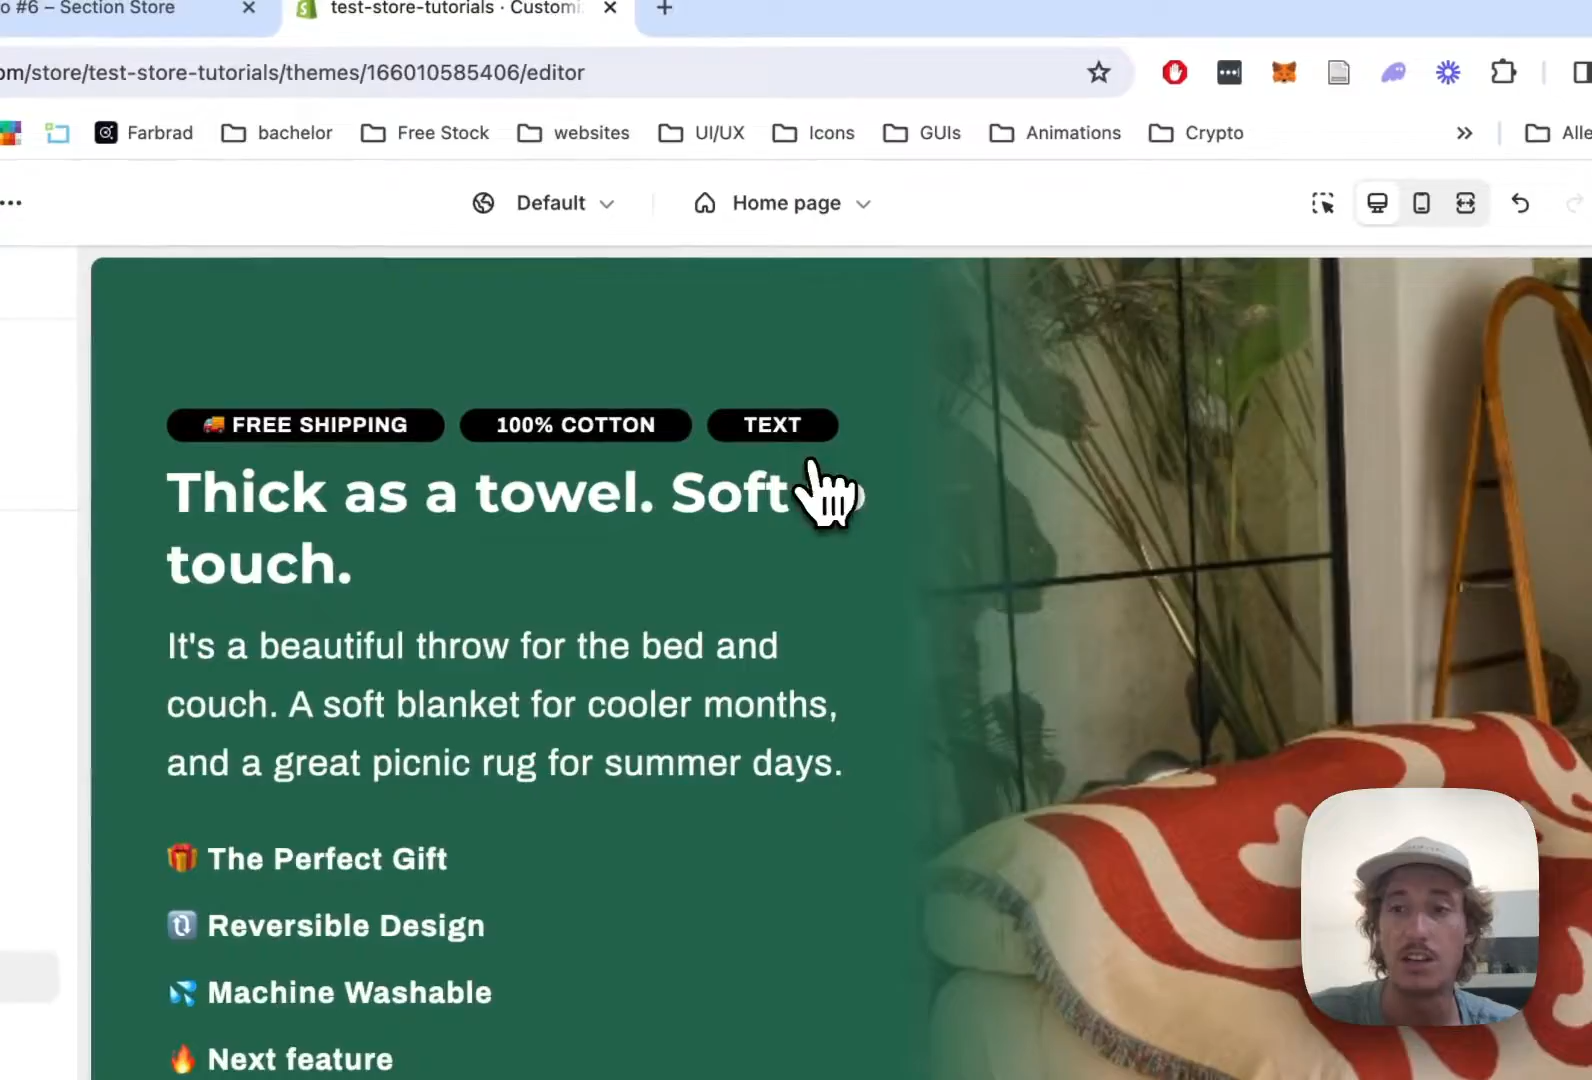 o #6 – Section Store
test-store-tutorials · Customi
om/store/test-store-tutorials/themes/166010585406/editor
Farbrad bachelor Free Stock websites UI/UX Icons GUIs Animations Crypto » Alle
Default Home page
🚚 FREE SHIPPING 100% COTTON TEXT
Thick as a towel. Soft
touch.
It's a beautiful throw for the bed and
couch. A soft blanket for cooler months,
and a great picnic rug for summer days.
🎁 The Perfect Gift
🔃 Reversible Design
💦 Machine Washable
🔥 Next feature